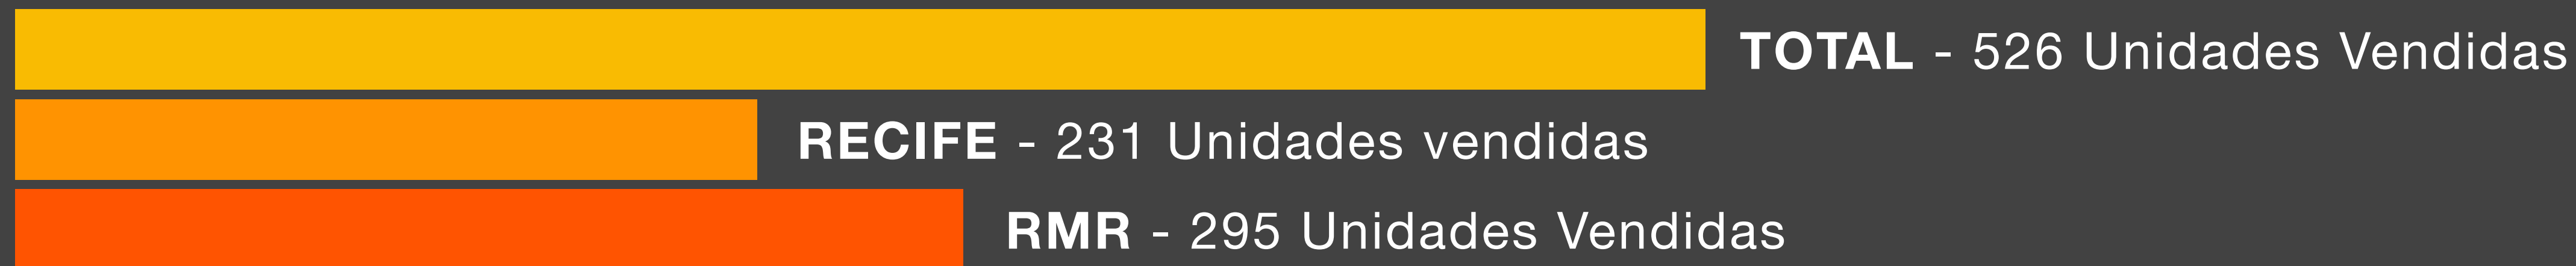 TOTAL - 526 Unidades Vendidas
RECIFE - 231 Unidades vendidas
RMR - 295 Unidades Vendidas